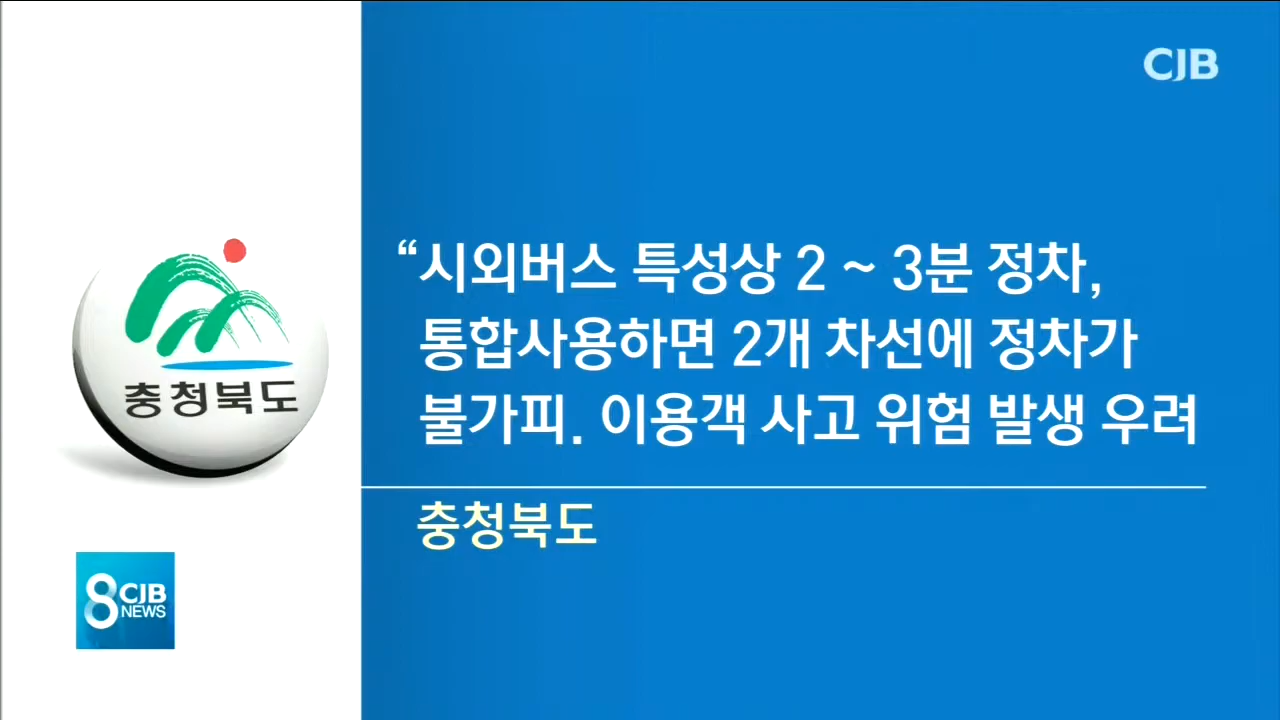 CJB
“시외버스 특성상 2 ~ 3분 정차,
통합사용하면 2개 차선에 정차가
불가피. 이용객 사고 위험 발생 우려
충청북도
충청북도
8 CJB
NEWS